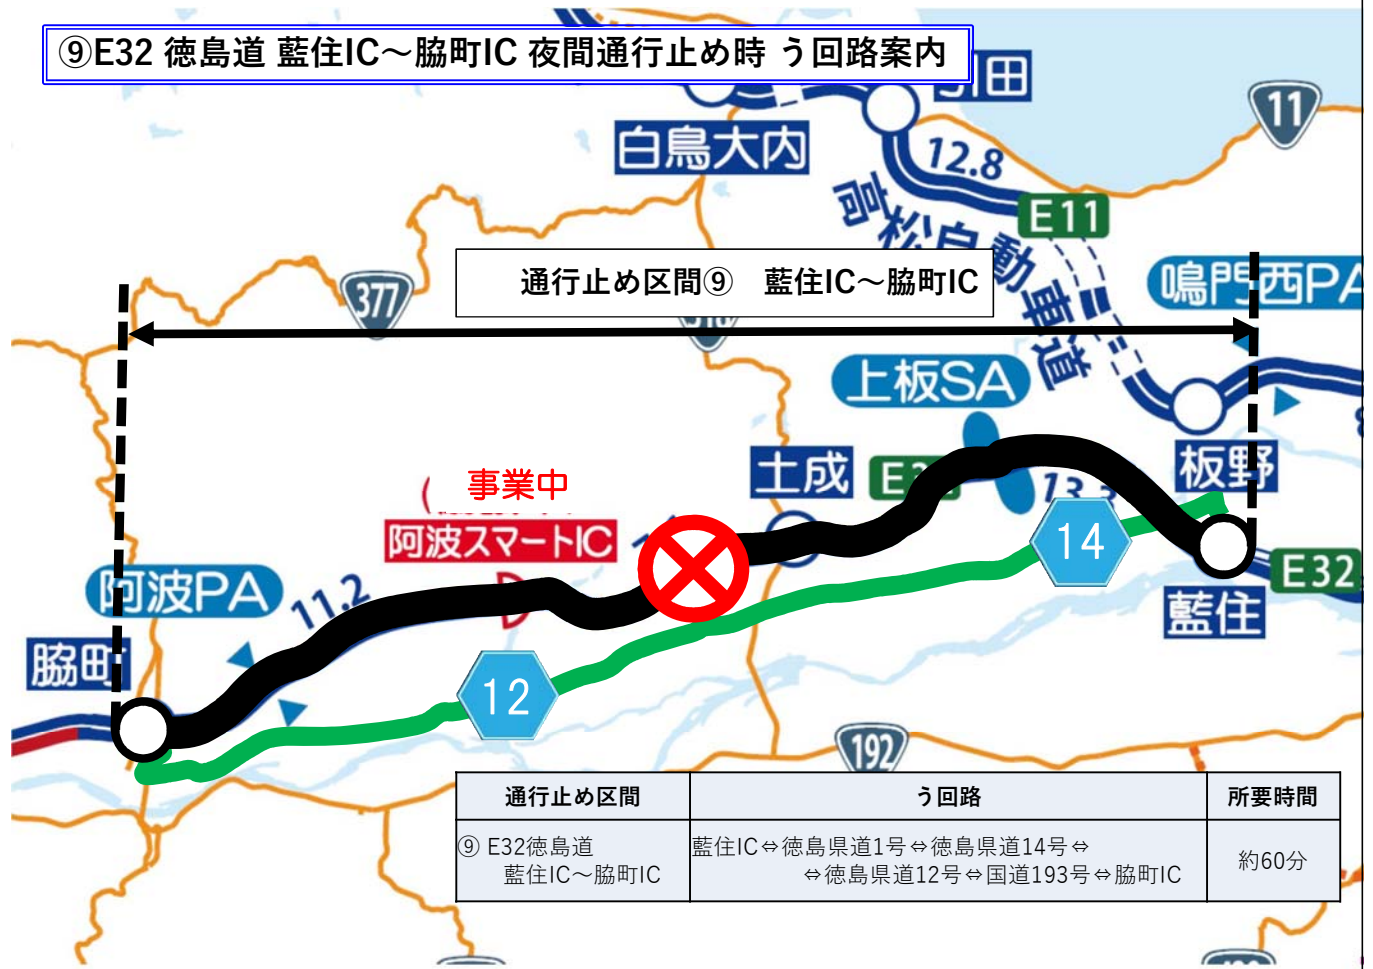 ⑨E32 徳島道 藍住IC～脇町IC 夜間通行止め時 う回路案内
引田
11
白鳥大内
12.8
高松自動車道
E11
通行止め区間⑨　藍住IC～脇町IC
377
鳴門西PA
上板SA
板野
土成
13.3
事業中
阿波スマートIC
14
E32
阿波PA
11.2
藍住
脇町
12
192
通行止め区間
う回路
所要時間
⑨ E32徳島道
藍住IC～脇町IC
藍住IC⇔徳島県道1号⇔徳島県道14号⇔
⇔徳島県道12号⇔国道193号⇔脇町IC
約60分